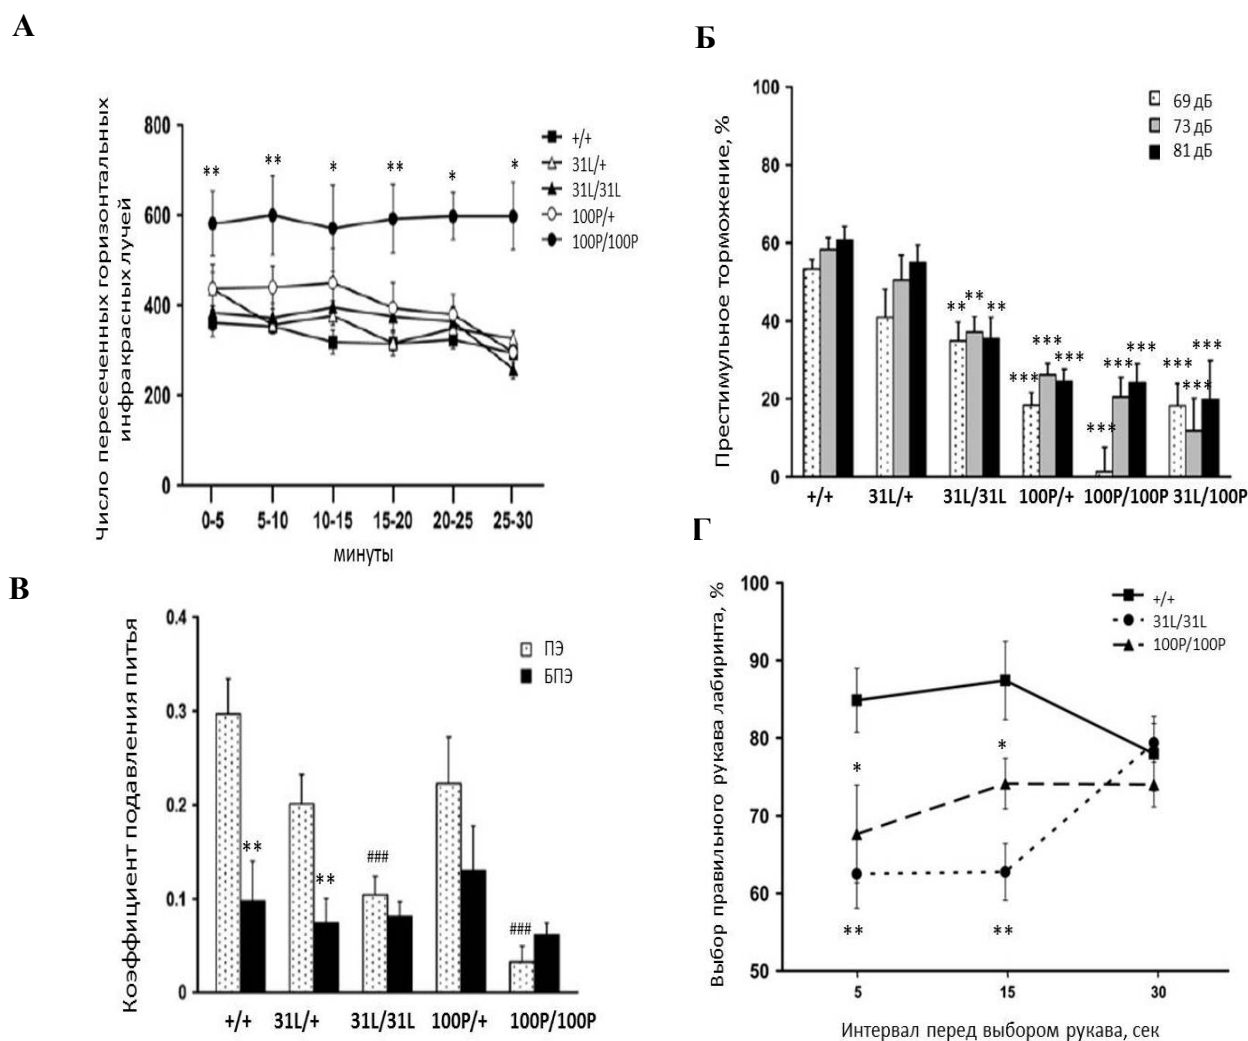 А
Число пересеченных горизонтальных
инфракрасных лучей
800
600
400
200
0
**
**
*
**
*
*
+/+
31L/+
31L/31L
100P/+
100P/100P
0-5
5-10
10-15
15-20
20-25
25-30
минуты
Б
Престимульное торможение, %
100
80
60
40
20
0
69 дБ
73 дБ
81 дБ
**
**
**
***
***
***
***
***
***
***
***
***
+/+
31L/+
31L/31L
100P/+
100P/100P
31L/100P
В
Коэффициент подавления питья
0.4
0.3
0.2
0.1
0
ПЭ
БПЭ
**
**
###
###
+/+
31L/+
31L/31L
100P/+
100P/100P
Г
Выбор правильного рукава лабиринта, %
100
90
80
70
60
50
+/+
31L/31L
100P/100P
*
*
**
**
5
15
30
Интервал перед выбором рукава, сек